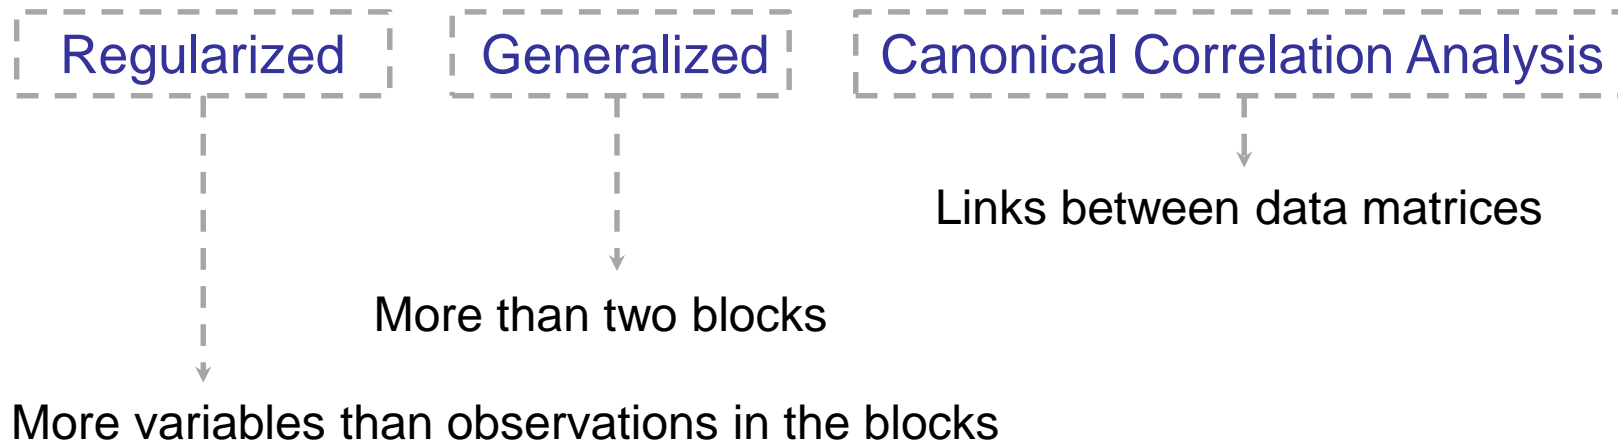 Regularized Generalized Canonical Correlation Analysis
Links between data matrices
More than two blocks
More variables than observations in the blocks